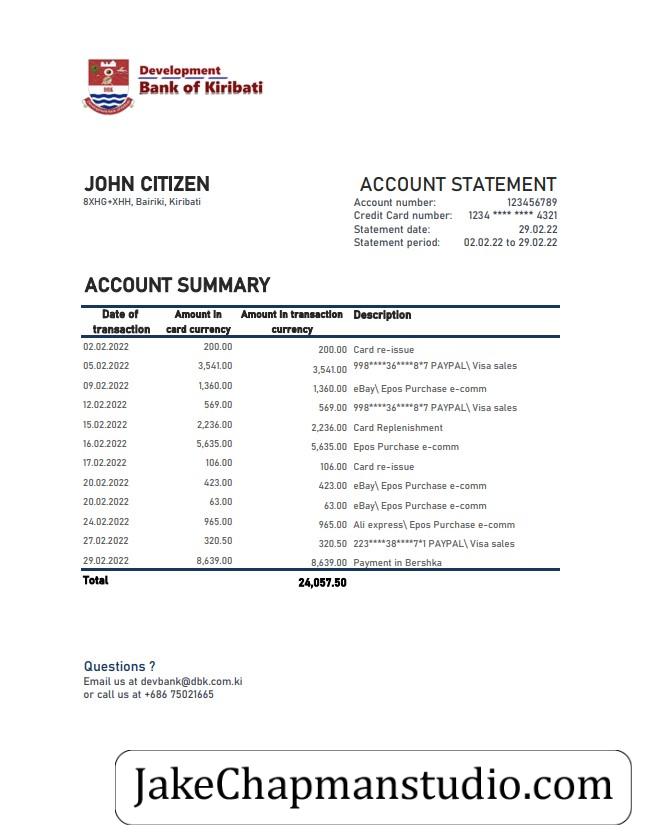 Development
Bank of Kiribati
JOHN CITIZEN
8XHG+XHH, Bairiki, Kiribati
ACCOUNT STATEMENT
Account number: 123456789
Credit Card number: 1234 **** **** 4321
Statement date: 29.02.22
Statement period: 02.02.22 to 29.02.22
ACCOUNT SUMMARY
Date of transaction Amount in card currency Amount in transaction currency Description
02.02.2022 200.00 200.00 Card re-issue
05.02.2022 3,541.00 3,541.00 998****36****8*7 PAYPAL\ Visa sales
09.02.2022 1,360.00 1,360.00 eBay\ Epos Purchase e-comm
12.02.2022 569.00 569.00 998****36****8*7 PAYPAL\ Visa sales
15.02.2022 2,236.00 2,236.00 Card Replenishment
16.02.2022 5,635.00 5,635.00 Epos Purchase e-comm
17.02.2022 106.00 106.00 Card re-issue
20.02.2022 423.00 423.00 eBay\ Epos Purchase e-comm
20.02.2022 63.00 63.00 eBay\ Epos Purchase e-comm
24.02.2022 965.00 965.00 Ali express\ Epos Purchase e-comm
27.02.2022 320.50 320.50 223****38****7*1 PAYPAL\ Visa sales
29.02.2022 8,639.00 8,639.00 Payment in Bershka
Total 24,057.50
Questions ?
Email us at devbank@dbk.com.ki
or call us at +686 75021665
JakeChapmanstudio.com